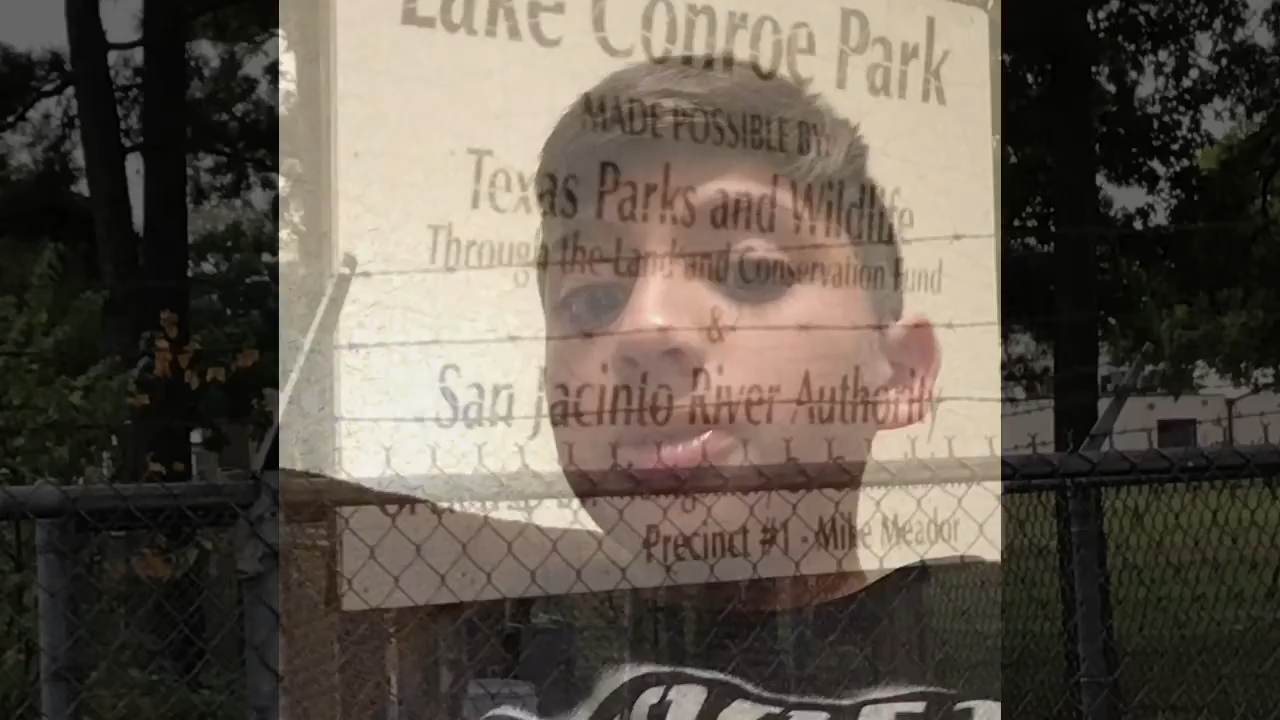 Lake Conroe Park
MADE POSSIBLE BY:
Texas Parks and Wildlife
Through the Land and Conservation Fund
&
San Jacinto River Authority
Precinct #1 - Mike Meador